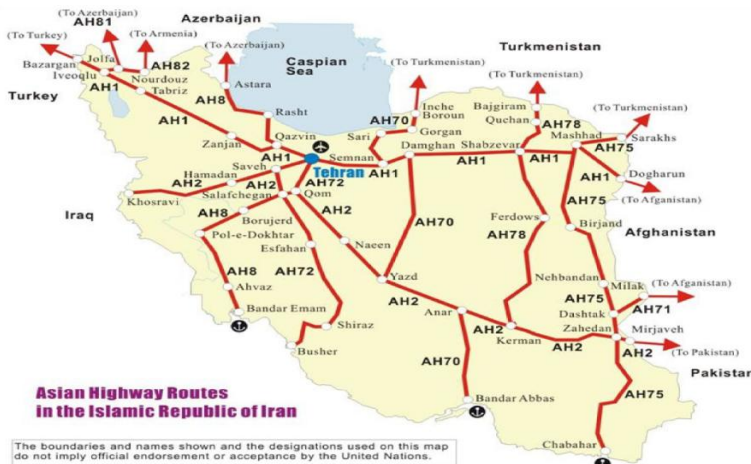 AH81
Azerbaijan
(To Turkey)
(To Azerbaijan)
(To Armenia)
(To Azerbaijan)
Caspian
Sea
(To Turkmenistan)
Turkmenistan
Bazargan
Jolfa
AH82
Iveoqlu
Nourdouz
Tabriz
Turkey
AH1
AH8
Astara
(To Turkmenistan)
Inche
Boroun
Bajgiram
(To Turkmenistan)
AH70
Quchan
AH78
Rasht
AH1
Sari
Gorgan
Mashhad
Sarakhs
Zanjan
Qazvin
Semnan
Damghan
Shabzevar
AH75
AH1
Saveh
Tehran
AH1
AH1
AH1
AH1
Dogharun
Hamadan
AH2
AH2
AH72
Salafchegan
Qom
AH75
(To Afganistan)
Khosravi
Iraq
AH8
AH2
Borujerd
Pol-e-Dokhtar
Esfahan
Naeen
AH70
Ferdows
AH78
Birjand
Afghanistan
AH8
AH72
Ahvaz
Yazd
Nehbandan
Milak
(To Afganistan)
AH75
AH71
Bandar Emam
AH2
Anar
Dashtak
Shiraz
AH2
Kerman
Zahedan
Mirjaveh
AH2
AH2
Busher
(To Pakistan)
AH70
Pakistan
AH75
Asian Highway Routes
in the Islamic Republic of Iran
Bandar Abbas
Chabahar
The boundaries and names shown and the designations used on this map
do not imply official endorsement or acceptance by the United Nations.